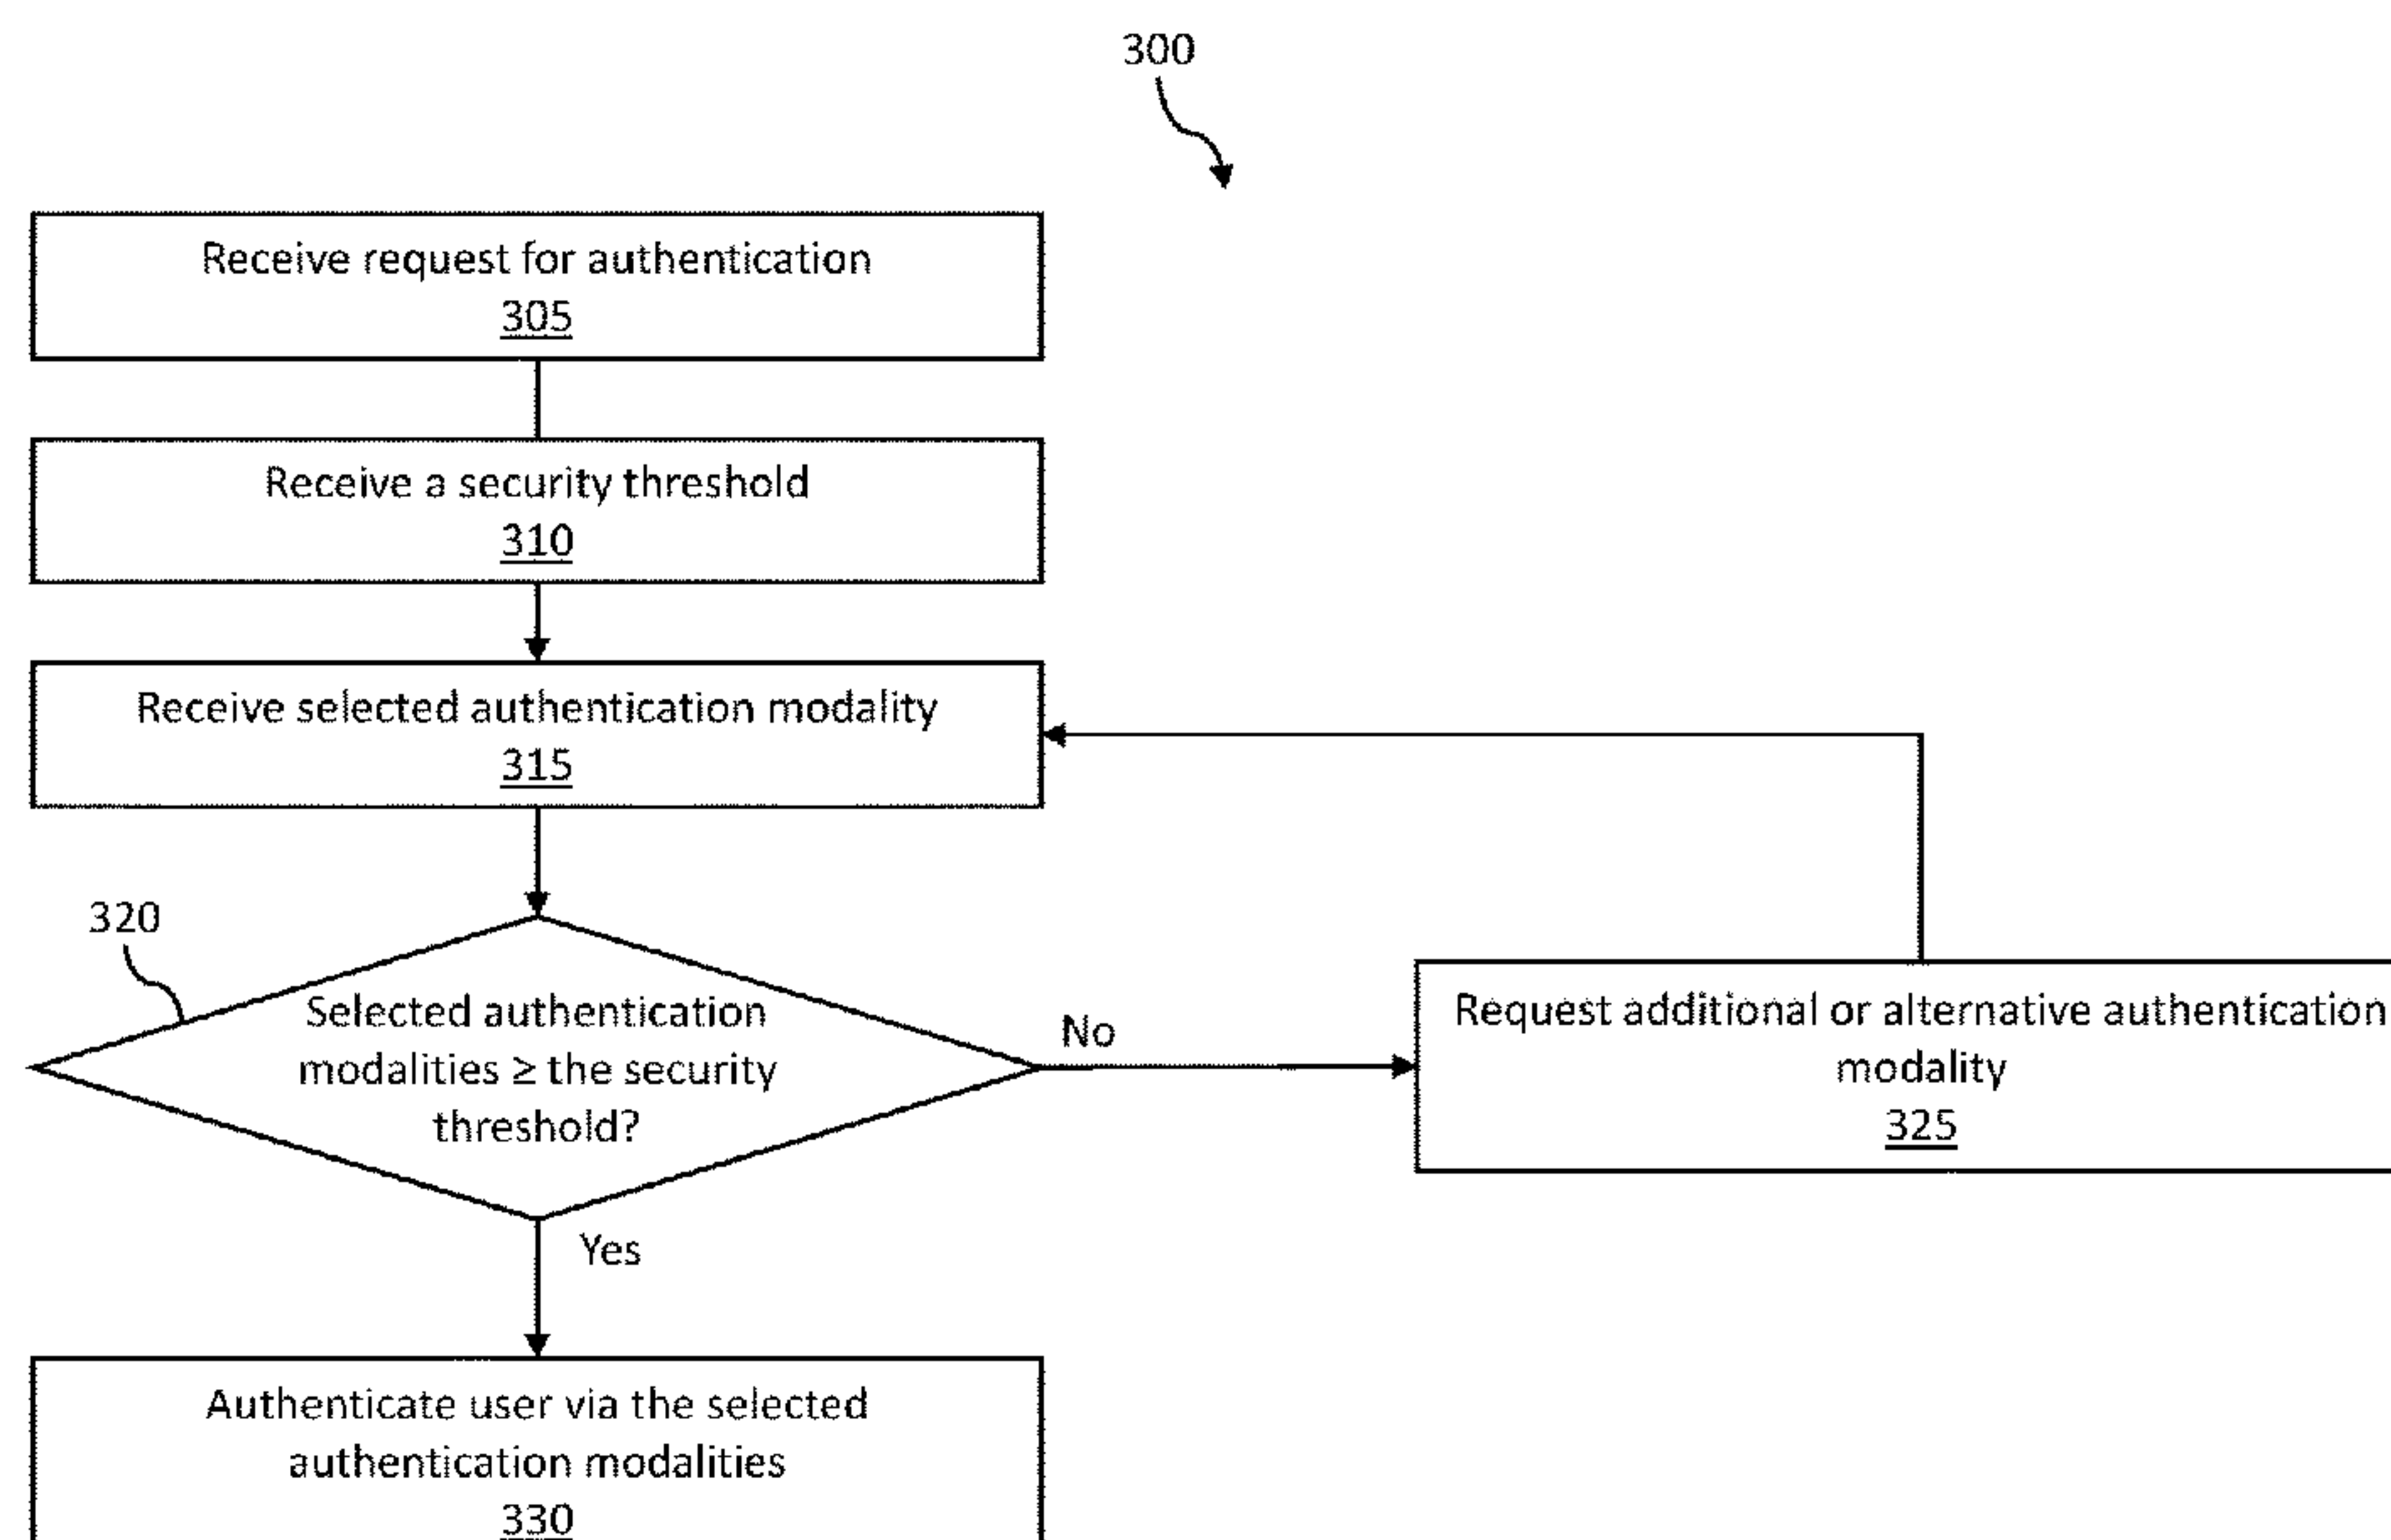 300
Receive request for authentication
305
Receive a security threshold
310
Receive selected authentication modality
315
320
Selected authentication
modalities ≥ the security
threshold?
No
Request additional or alternative authentication
modality
325
Yes
Authenticate user via the selected
authentication modalities
330